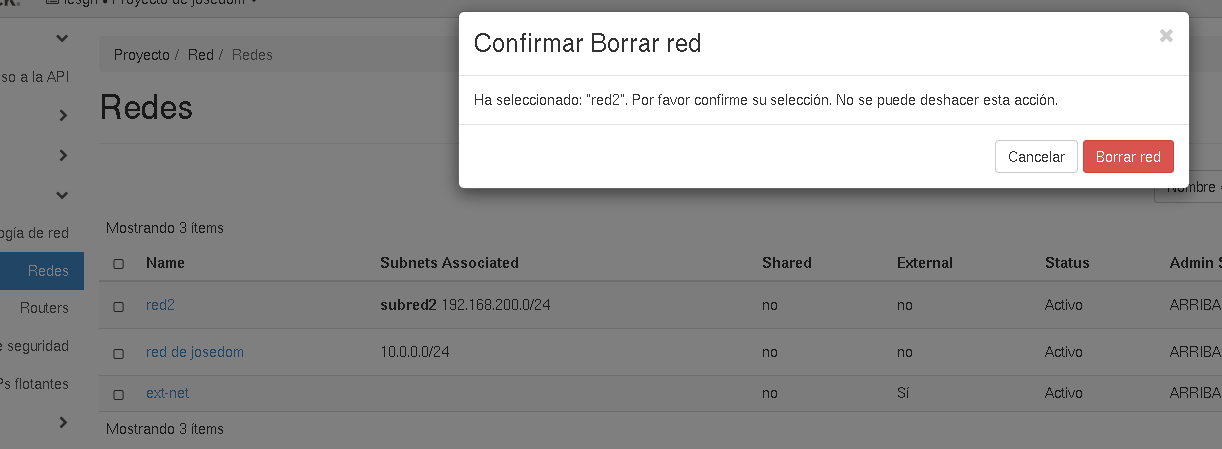 Proyecto de josedom
Confirmar Borrar red
×
Ha seleccionado: "red2". Por favor confirme su selección. No se puede deshacer esta acción.
Cancelar
Borrar red
Proyecto / Red / Redes
so a la API
Redes
Nombre
ogía de red
Redes
Routers
e seguridad
Ps flotantes
Mostrando 3 ítems
Name Subnets Associated Shared External Status Admin S
red2 subred2 192.168.200.0/24 no no Activo ARRIBA
red de josedom 10.0.0.0/24 no no Activo ARRIBA
ext-net no Sí Activo ARRIBA
Mostrando 3 ítems